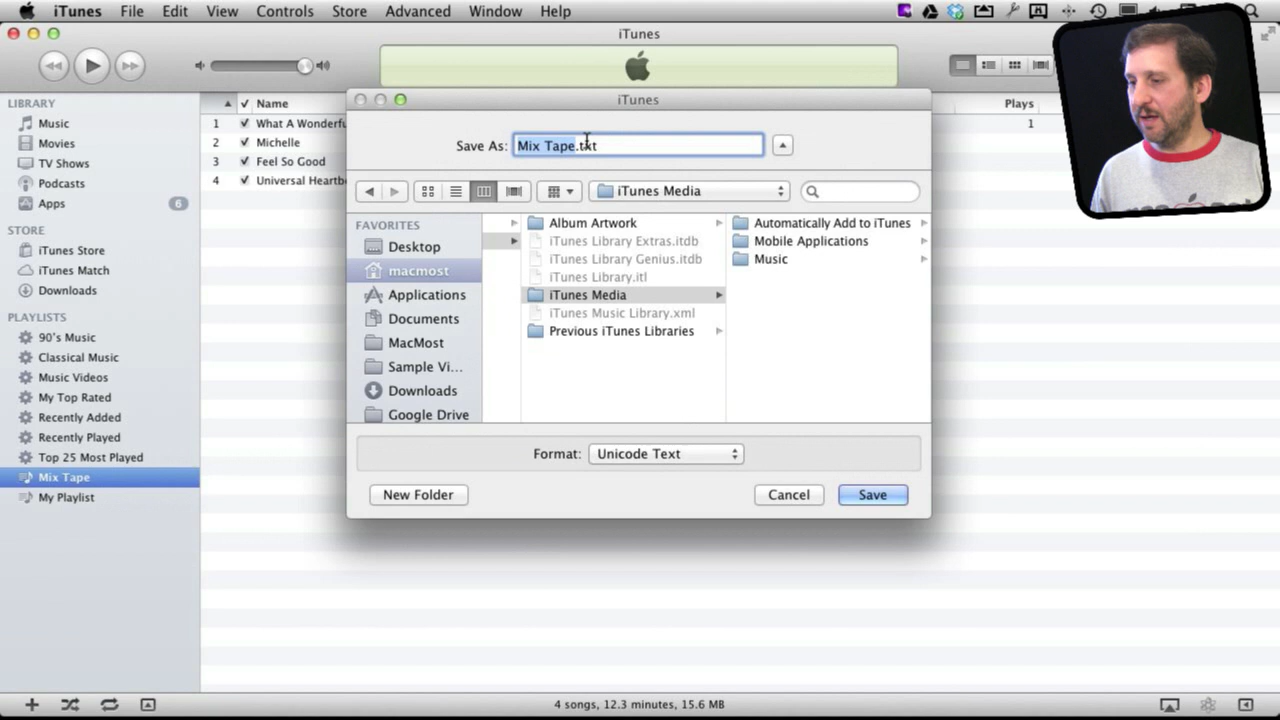 iTunes File Edit View Controls Store Advanced Window Help
iTunes
LIBRARY
Music
Movies
TV Shows
Podcasts
Apps 6
STORE
iTunes Store
iTunes Match
Downloads
PLAYLISTS
90's Music
Classical Music
Music Videos
My Top Rated
Recently Added
Recently Played
Top 25 Most Played
Mix Tape
My Playlist
Name Plays
1 What A Wonderfu 1
2 Michelle
3 Feel So Good
4 Universal Heartb
iTunes
Save As: Mix Tape.txt
iTunes Media
FAVORITES
Desktop
macmost
Applications
Documents
MacMost
Sample Vi...
Downloads
Google Drive
Album Artwork
iTunes Library Extras.itdb
iTunes Library Genius.itdb
iTunes Library.itl
iTunes Media
iTunes Music Library.xml
Previous iTunes Libraries
Automatically Add to iTunes
Mobile Applications
Music
Format: Unicode Text
New Folder Cancel Save
4 songs, 12.3 minutes, 15.6 MB